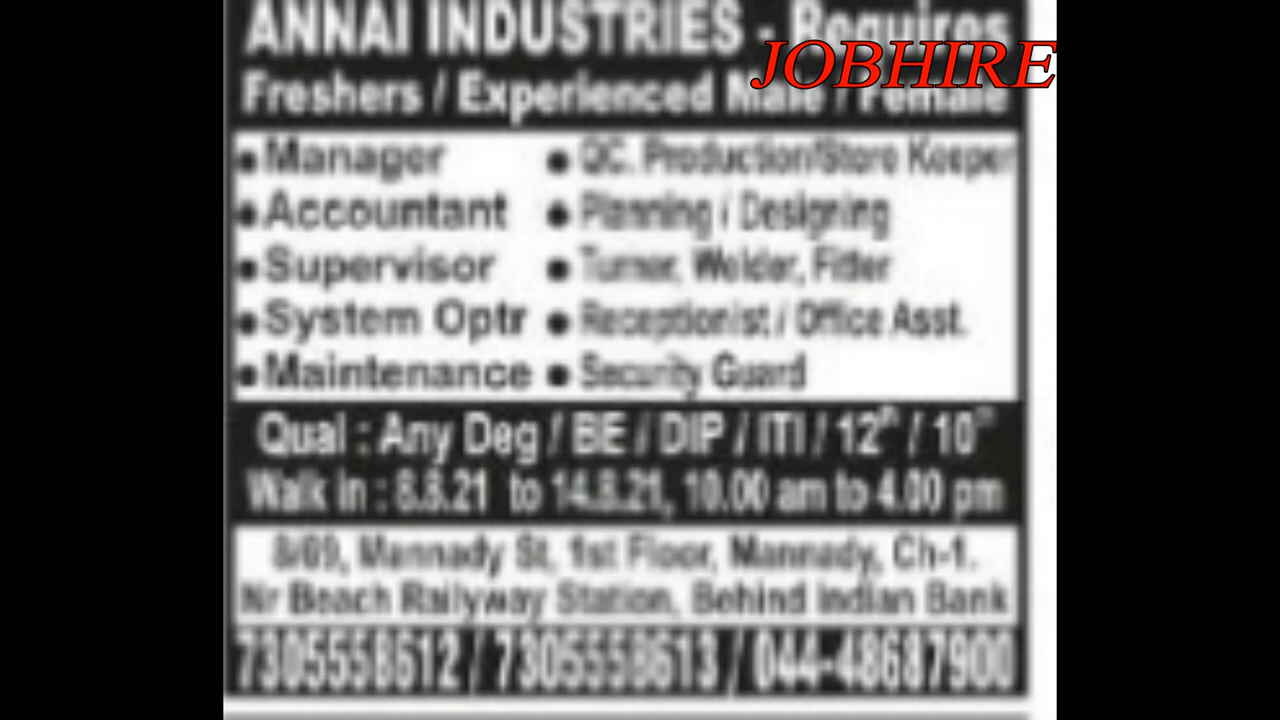 ANNAI INDUSTRIES - Requires
JOBHIRE
Freshers / Experienced Male / Female
• Manager
• Accountant
• Supervisor
• System Optr
• Maintenance
• QC. Production/Store Keeper
• Planning / Designing
• Turner, Welder, Fitter
• Receptionist / Office Asst.
• Security Guard
Qual : Any Deg / BE / DIP / ITI / 12th / 10th
Walk in : 8.8.21 to 14.8.21, 10.00 am to 4.00 pm
Mannady St, 1st Floor, Mannady, Ch-1.
Nr Beach Railyway Station, Behind Indian Bank
7305558612 / 7305558613 / 044-48687900